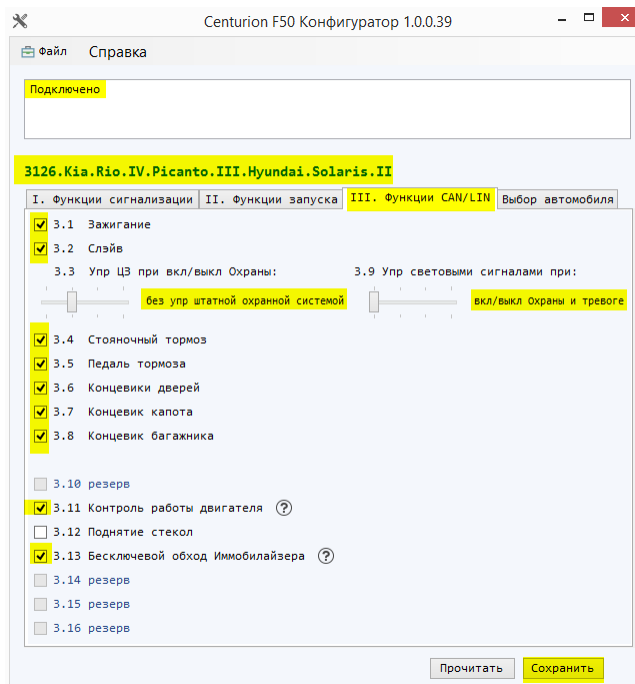 Centurion F50 Конфигуратор 1.0.0.39
Файл Справка
Подключено
3126.Kia.Rio.IV.Picanto.III.Hyundai.Solaris.II
I. Функции сигнализации II. Функции запуска III. Функции CAN/LIN Выбор автомобиля
3.1 Зажигание
3.2 Слэйв
3.3 Упр ЦЗ при вкл/выкл Охраны: 3.9 Упр световыми сигналами при:
без упр штатной охранной системой вкл/выкл Охраны и тревоге
3.4 Стояночный тормоз
3.5 Педаль тормоза
3.6 Концевики дверей
3.7 Концевик капота
3.8 Концевик багажника
3.10 резерв
3.11 Контроль работы двигателя ?
3.12 Поднятие стекол
3.13 Бесключевой обход Иммобилайзера ?
3.14 резерв
3.15 резерв
3.16 резерв
Прочитать Сохранить